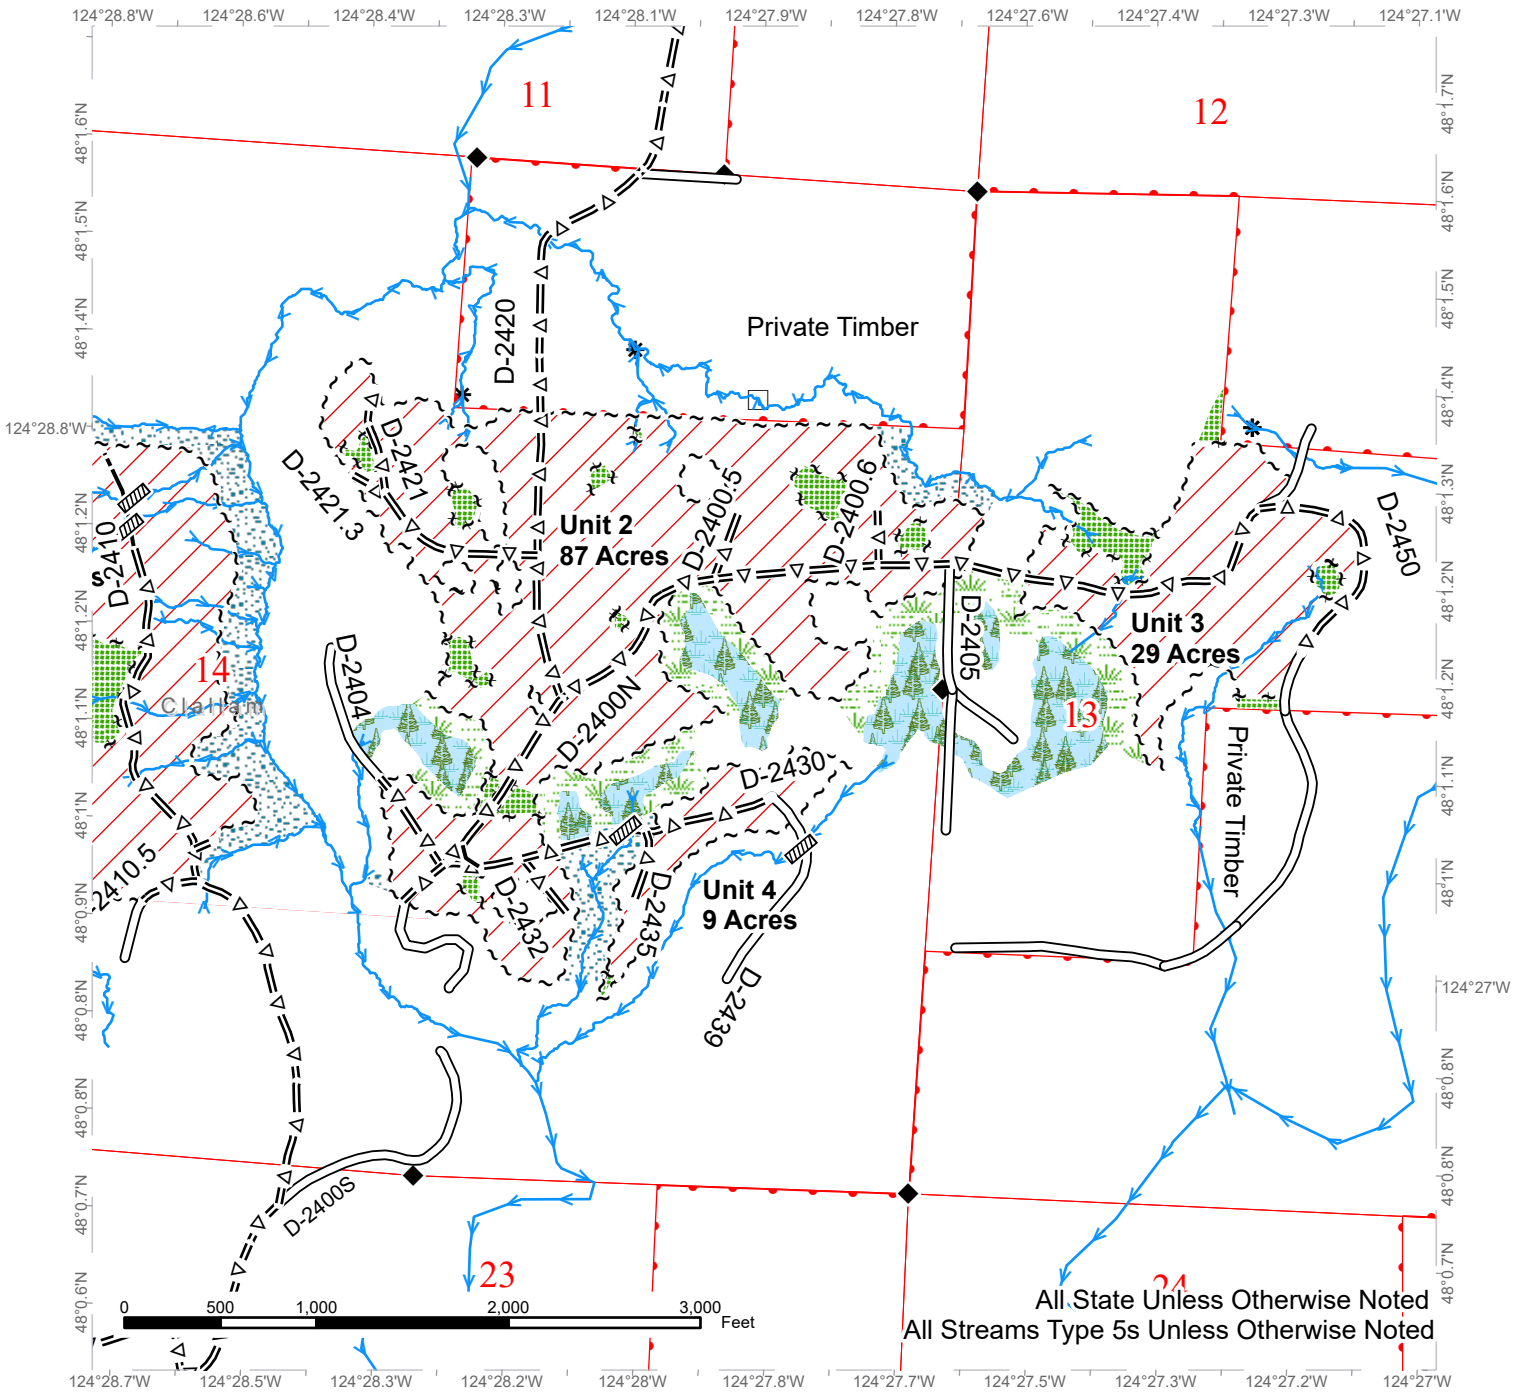 124°28.8'W 124°28.6'W 124°28.4'W 124°28.3'W 124°28.1'W 124°27.9'W 124°27.8'W 124°27.6'W 124°27.4'W 124°27.3'W 124°27.1'W
48°1.6'N
48°1.5'N
48°1.4'N
124°28.8'W
48°1.2'N
48°1.2'N
48°1.1'N
48°1'N
48°0.9'N
48°0.8'N
48°0.8'N
48°0.7'N
48°0.6'N
48°1.7'N
48°1.6'N
48°1.5'N
48°1.4'N
48°1.3'N
48°1.2'N
48°1.2'N
48°1.1'N
48°1'N
124°27'W
48°0.8'N
48°0.8'N
48°0.7'N
11
12
Private Timber
D-2420
D-2421
D-2421.3
D-2400.5
D-2400.6
D-2450
Unit 2
87 Acres
D-2410
s
D-2405
Unit 3
29 Acres
14
Clallam
D-2404
D-2400N
13
D-2430
Private Timber
2410.5
Unit 4
9 Acres
D-2432
D-2435
D-2439
D-2400S
23
24
All State Unless Otherwise Noted
All Streams Type 5s Unless Otherwise Noted
0 500 1,000 2,000 3,000
Feet
124°28.7'W 124°28.5'W 124°28.3'W 124°28.2'W 124°28'W 124°27.8'W 124°27.7'W 124°27.5'W 124°27.3'W 124°27.2'W 124°27'W